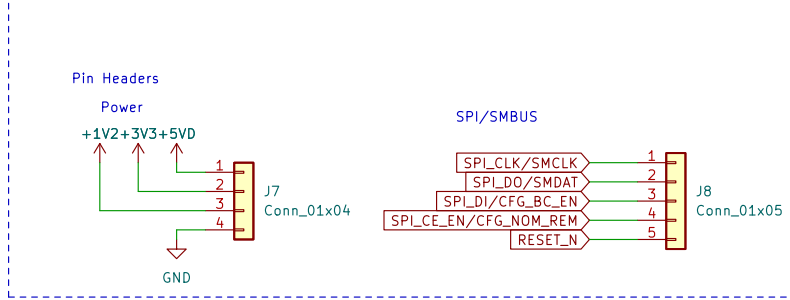 Pin Headers
Power
+1V2 +3V3 +5VD
1
2
3
4
J7
Conn_01x04
GND
SPI/SMBUS
SPI_CLK/SMCLK 1
SPI_DO/SMDAT 2
SPI_DI/CFG_BC_EN 3
SPI_CE_EN/CFG_NOM_REM 4
RESET_N 5
J8
Conn_01x05